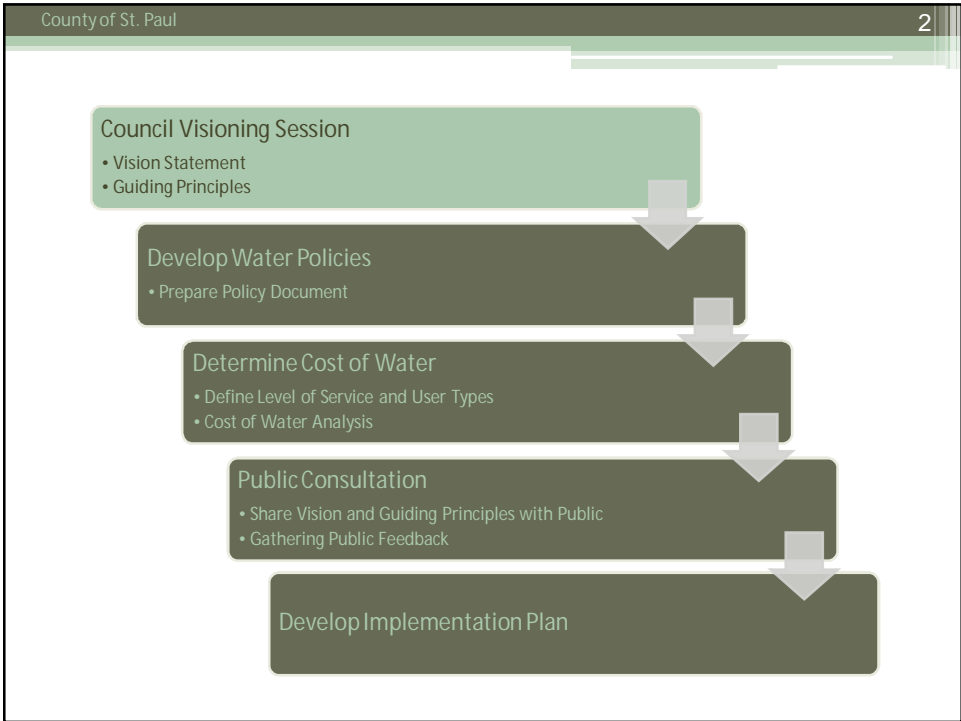 County of St. Paul
2
Council Visioning Session
• Vision Statement
• Guiding Principles
Develop Water Policies
• Prepare Policy Document
Determine Cost of Water
• Define Level of Service and User Types
• Cost of Water Analysis
Public Consultation
• Share Vision and Guiding Principles with Public
• Gathering Public Feedback
Develop Implementation Plan